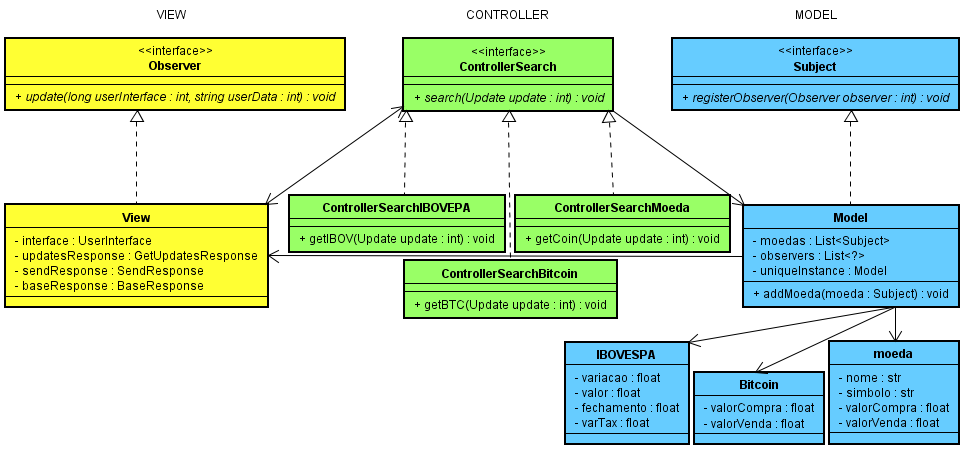 VIEW
CONTROLLER
MODEL
<<interface>>
Observer
+ update(long userInterface : int, string userData : int) : void
<<interface>>
ControllerSearch
+ search(Update update : int) : void
<<interface>>
Subject
+ registerObserver(Observer observer : int) : void
View
- interface : UserInterface
- updatesResponse : GetUpdatesResponse
- sendResponse : SendResponse
- baseResponse : BaseResponse
ControllerSearchIBOVEPA
+ getIBOV(Update update : int) : void
ControllerSearchMoeda
+ getCoin(Update update : int) : void
ControllerSearchBitcoin
+ getBTC(Update update : int) : void
Model
- moedas : List<Subject>
- observers : List<?>
- uniqueInstance : Model
+ addMoeda(moeda : Subject) : void
IBOVESPA
- variacao : float
- valor : float
- fechamento : float
- varTax : float
Bitcoin
- valorCompra : float
- valorVenda : float
moeda
- nome : str
- simbolo : str
- valorCompra : float
- valorVenda : float